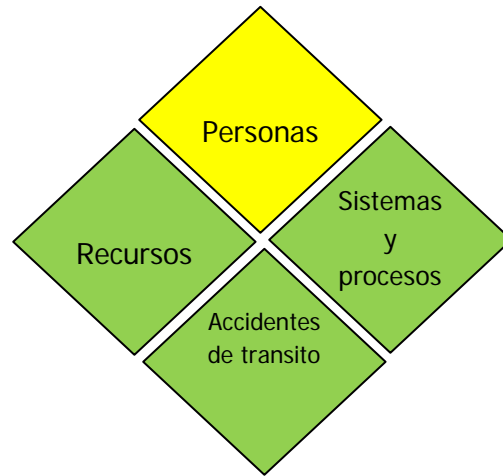 Personas
Recursos
Sistemas
y
procesos
Accidentes
de transito